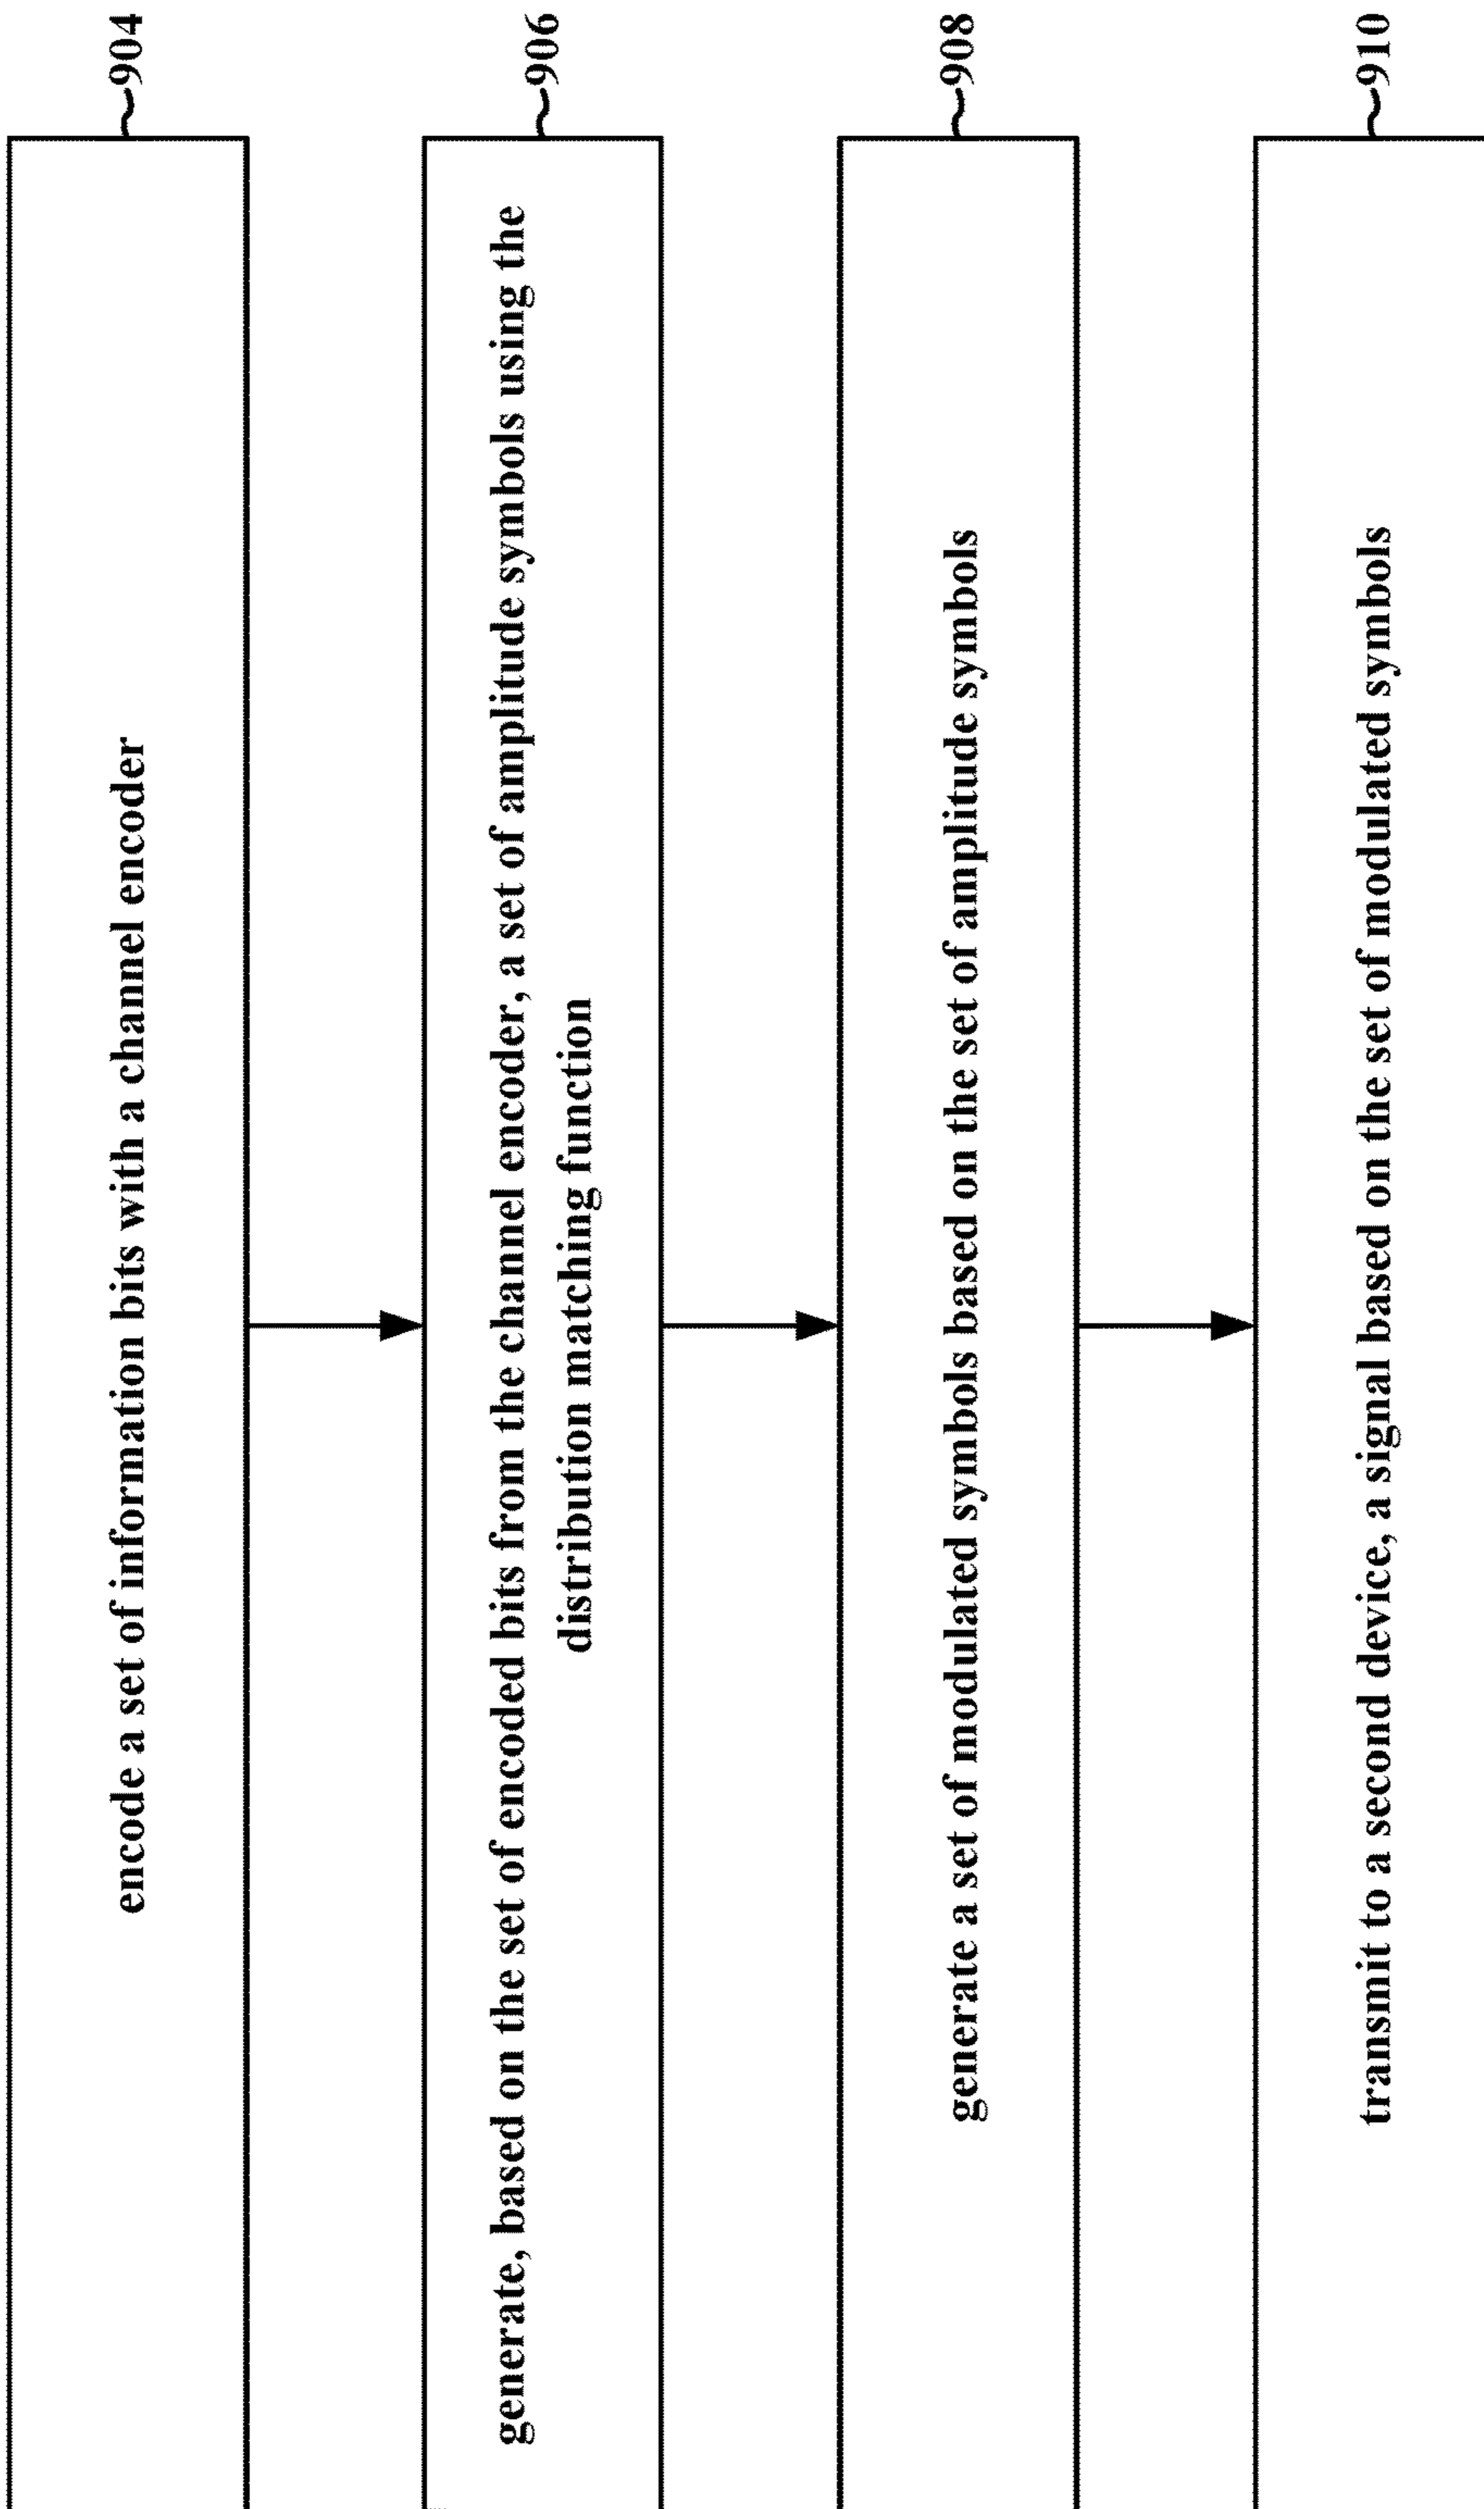 904
encode a set of information bits with a channel encoder
906
generate, based on the set of encoded bits from the channel encoder, a set of amplitude symbols using the
distribution matching function
908
generate a set of modulated symbols based on the set of amplitude symbols
910
transmit to a second device, a signal based on the set of modulated symbols